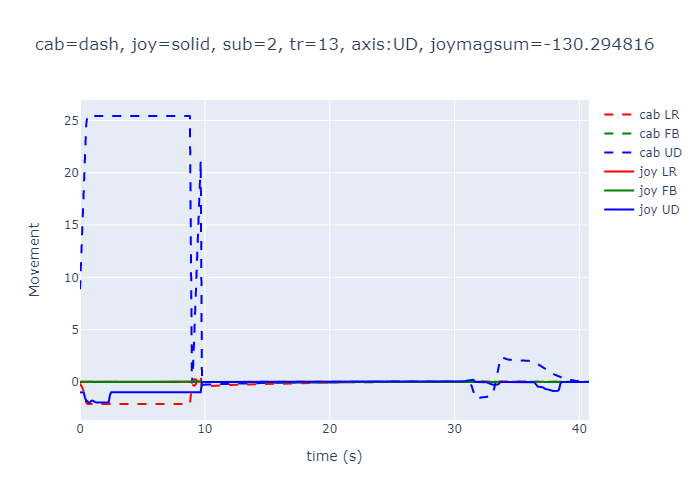 cab=dash, joy=solid, sub=2, tr=13, axis:UD, joymagsum=-130.294816
25
20
15
10
5
0
Movement
0
10
20
30
40
time (s)
cab LR
cab FB
cab UD
joy LR
joy FB
joy UD